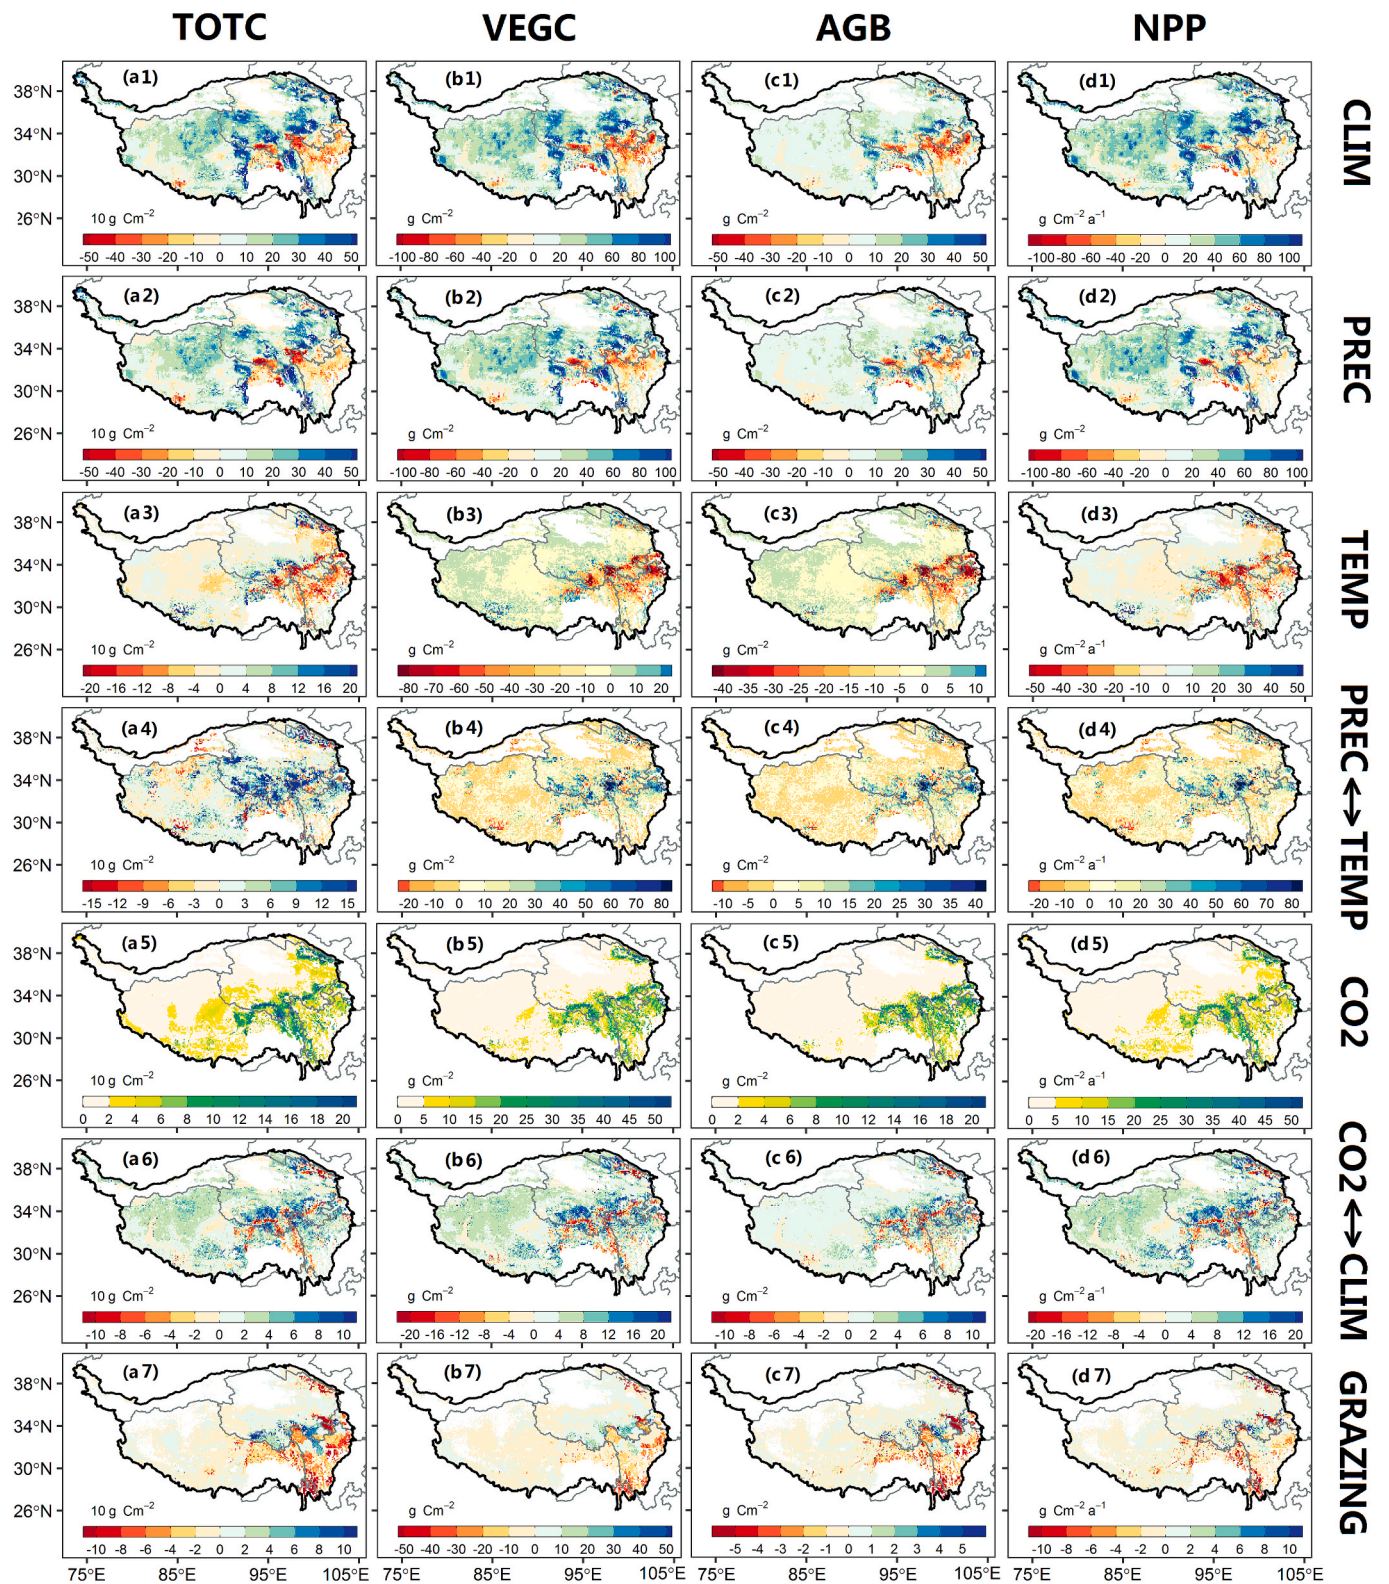 TOTC VEGC AGB NPP
(a1) (b1) (c1) (d1)
38°N
34°N
30°N
26°N
10 g Cm−2 g Cm−2 g Cm−2 g Cm−2 a−1
-50 -40 -30 -20 -10 0 10 20 30 50
-100 -80 -60 -40 -20 0 20 40 60 80 100
-50 -40 -30 -20 -10 0 10 20 30 50
-100 -80 -60 -40 -20 0 20 40 60 80 100
CLIM
(a2) (b2) (c2) (d2)
38°N
34°N
30°N
26°N
10 g Cm−2 g Cm−2 g Cm−2 g Cm−2
-50 -40 -30 -20 -10 0 10 20 30 50
-100 -80 -60 -40 -20 0 20 40 60 80 100
-50 -40 -30 -20 -10 0 10 20 30 50
-100 -80 -60 -40 -20 0 20 40 60 80 100
PREC
(a3) (b3) (c3) (d3)
38°N
34°N
30°N
26°N
10 g Cm−2 g Cm−2 g Cm−2 g Cm−2 a−1
-20 -16 -12 -8 -4 0 4 8 12 16 20
-80 -70 -60 -50 -40 -30 -20 -10 0 10 20
-40 -35 -30 -25 -20 -15 -10 -5 0 5 10
-50 -40 -30 -20 -10 0 10 20 30 40 50
TEMP
(a4) (b4) (c4) (d4)
38°N
34°N
30°N
26°N
10 g Cm−2 g Cm−2 g Cm−2 g Cm−2 a−1
-15 -12 -9 -6 -3 0 3 6 9 12 15
-20 -10 0 10 20 30 40 50 60 70 80
-10 -5 0 5 10 15 20 25 30 35 40
-20 -10 0 10 20 30 40 50 60 70 80
PREC↔TEMP
(a5) (b5) (c5) (d5)
38°N
34°N
30°N
26°N
10 g Cm−2 g Cm−2 g Cm−2 g Cm−2 a−1
0 2 4 6 8 10 12 14 16 18 20
0 5 10 15 20 25 30 35 40 45 50
0 2 4 6 8 10 12 14 16 18 20
0 5 10 15 20 25 30 35 40 45 50
CO2
(a6) (b6) (c6) (d6)
38°N
34°N
30°N
26°N
10 g Cm−2 g Cm−2 g Cm−2 g Cm−2 a−1
-10 -8 -6 -4 -2 0 2 4 6 8 10
-20 -16 -12 -8 -4 0 4 8 12 16 20
-10 -8 -6 -4 -2 0 2 4 6 8 10
-20 -16 -12 -8 -4 0 4 8 12 16 20
CO2↔CLIM
(a7) (b7) (c7) (d7)
38°N
34°N
30°N
26°N
10 g Cm−2 g Cm−2 g Cm−2 g Cm−2 a−1
-10 -8 -6 -4 -2 0 2 4 6 8 10
-50 -40 -30 -20 -10 0 10 20 30 40 50
-5 -4 -3 -2 -1 0 1 2 3 4 5
-10 -8 -6 -4 -2 0 2 4 6 8 10
GRAZING
75°E 85°E 95°E 105°E 75°E 85°E 95°E 105°E 75°E 85°E 95°E 105°E 75°E 85°E 95°E 105°E